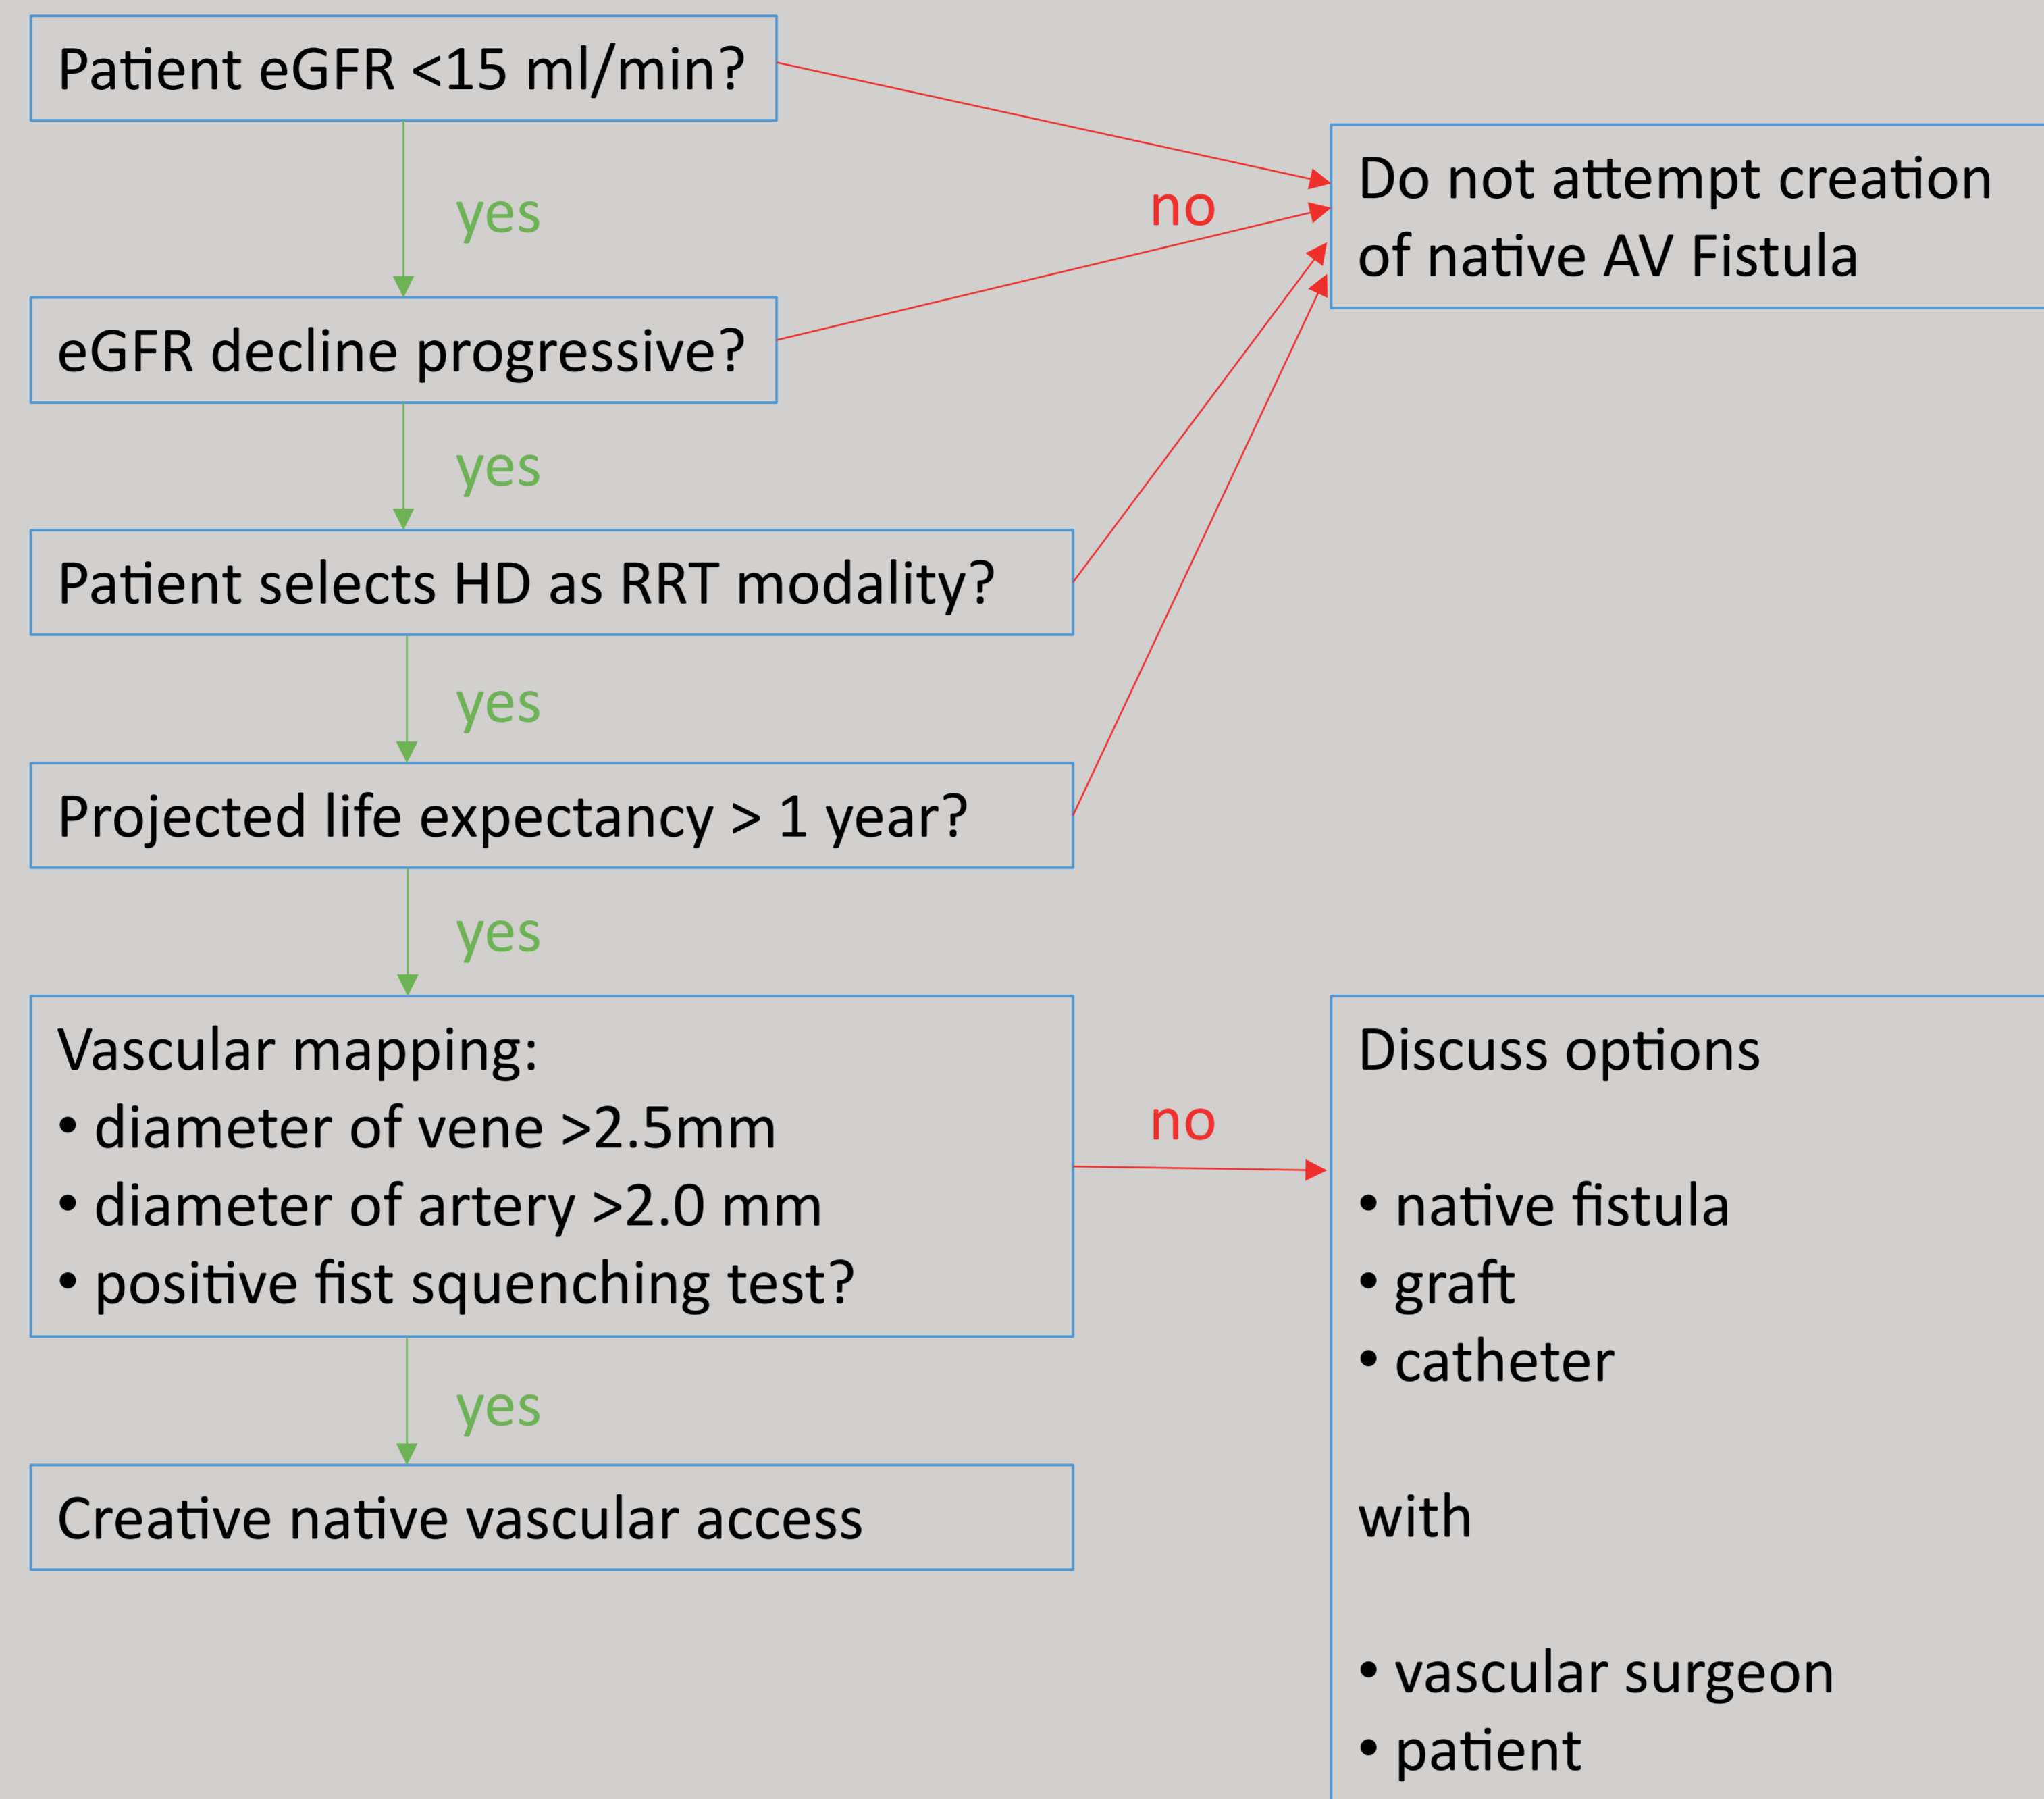 Patient eGFR <15 ml/min?
yes
no
Do not attempt creation
of native AV Fistula
eGFR decline progressive?
yes
Patient selects HD as RRT modality?
yes
Projected life expectancy > 1 year?
yes
Vascular mapping:
• diameter of vene >2.5mm
• diameter of artery >2.0 mm
• positive fist squenching test?
no
Discuss options
• native fistula
• graft
• catheter
with
• vascular surgeon
• patient
yes
Creative native vascular access